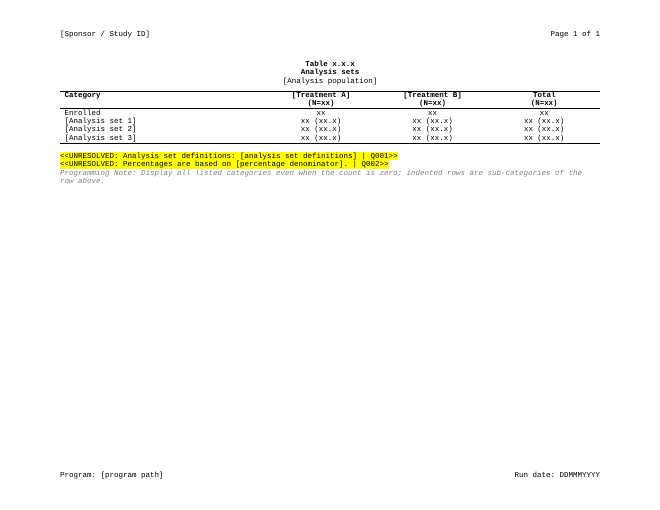 [Sponsor / Study ID] Page 1 of 1
Table x.x.x
Analysis sets
[Analysis population]
Category [Treatment A] [Treatment B] Total
(N=xx) (N=xx) (N=xx)
Enrolled xx xx xx
[Analysis set 1] xx (xx.x) xx (xx.x) xx (xx.x)
[Analysis set 2] xx (xx.x) xx (xx.x) xx (xx.x)
[Analysis set 3] xx (xx.x) xx (xx.x) xx (xx.x)
<<UNRESOLVED: Analysis set definitions: [analysis set definitions] | Q001>>
<<UNRESOLVED: Percentages are based on [percentage denominator]. | Q002>>
Programming Note: Display all listed categories even when the count is zero; indented rows are sub-categories of the
row above.
Program: [program path] Run date: DDMMMYYYY